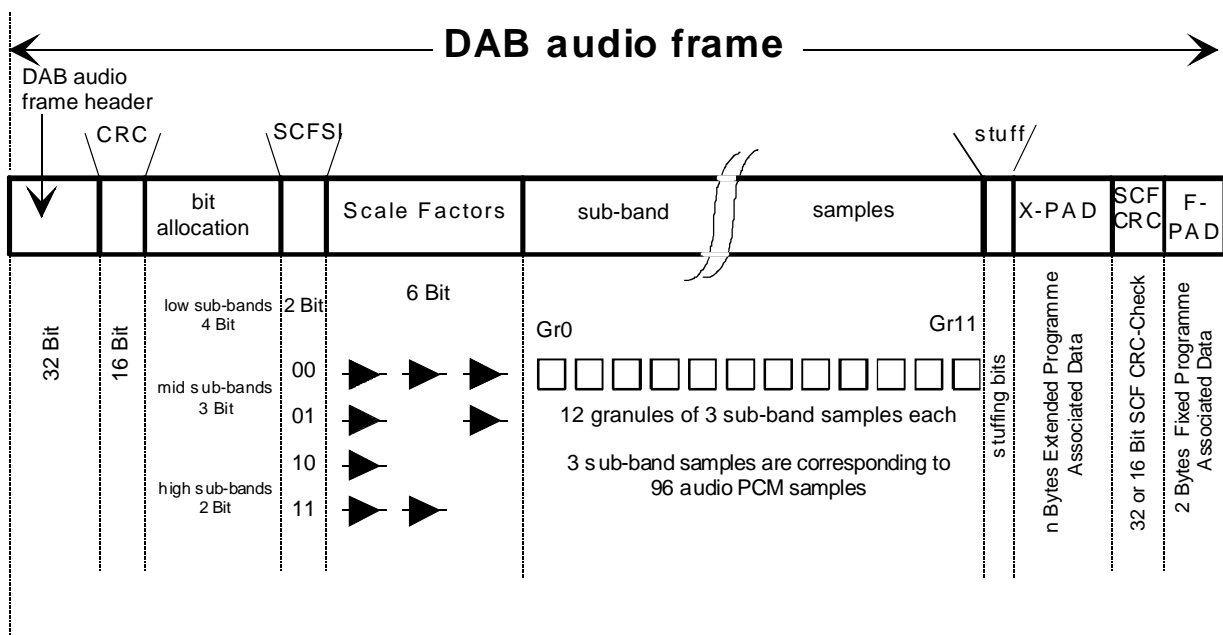 DAB audio frame
DAB audio
frame header
CRC
SCFSI
stuff
bit
allocation
Scale Factors
sub-band
samples
X-PAD
SCF
CRC
F-
PAD
32 Bit
16 Bit
low sub-bands
4 Bit
mid sub-bands
3 Bit
high sub-bands
2 Bit
2 Bit
00
01
10
11
6 Bit
Gr0
Gr11
12 granules of 3 sub-band samples each
3 sub-band samples are corresponding to
96 audio PCM samples
stuffing bits
n Bytes Extended Programme
Associated Data
32 or 16 Bit SCF CRC-Check
2 Bytes Fixed Programme
Associated Data